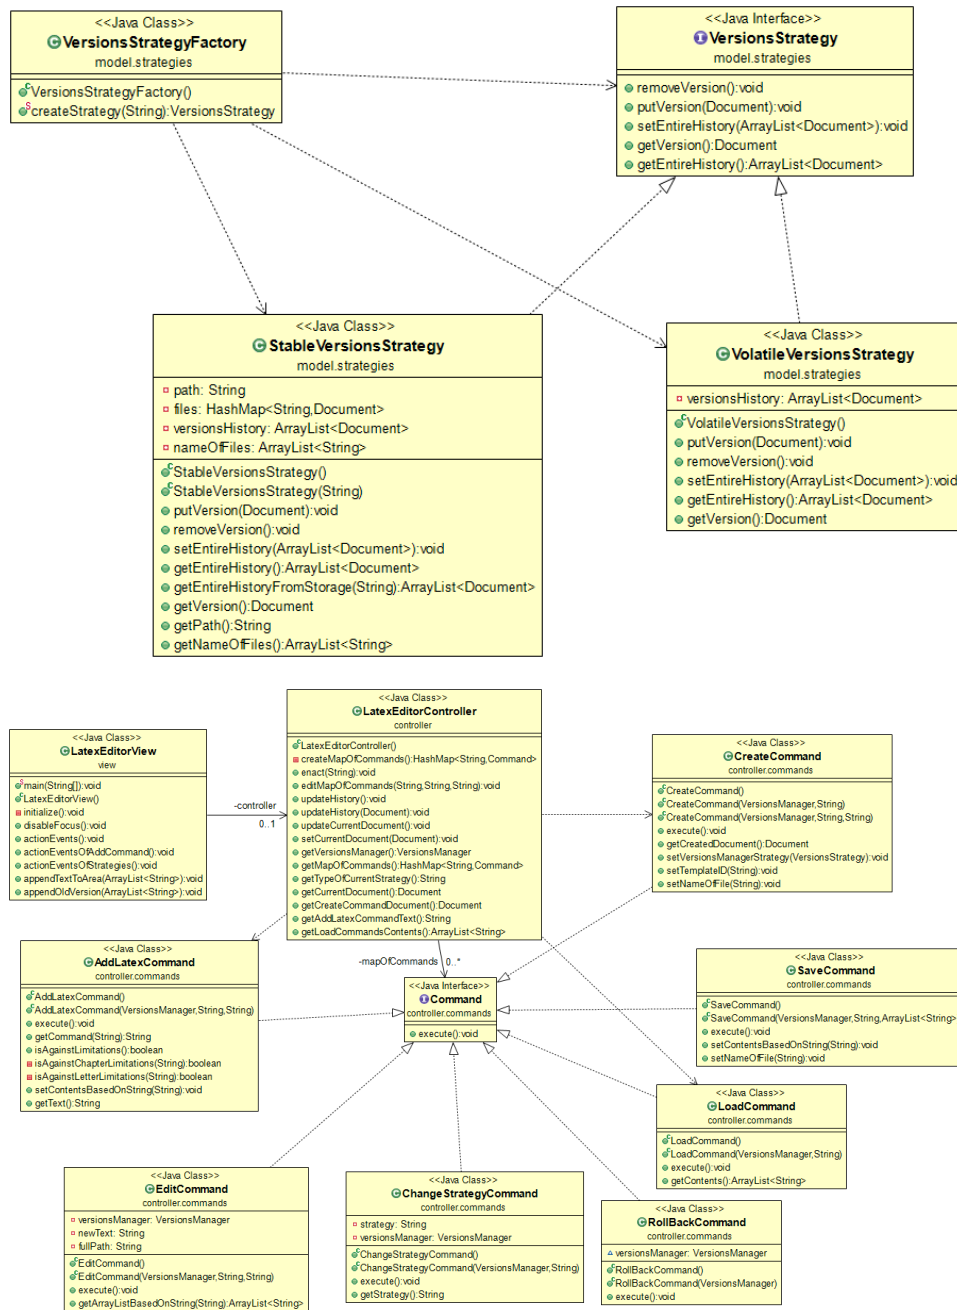 <<Java Class>>
VersionsStrategyFactory
model.strategies
VersionsStrategyFactory()
createStrategy(String):VersionsStrategy
<<Java Interface>>
VersionsStrategy
model.strategies
removeVersion():void
putVersion(Document):void
setEntireHistory(ArrayList<Document>):void
getVersion():Document
getEntireHistory():ArrayList<Document>
<<Java Class>>
StableVersionsStrategy
model.strategies
path: String
files: HashMap<String,Document>
versionsHistory: ArrayList<Document>
nameOfFiles: ArrayList<String>
StableVersionsStrategy()
StableVersionsStrategy(String)
putVersion(Document):void
removeVersion():void
setEntireHistory(ArrayList<Document>):void
getEntireHistory():ArrayList<Document>
getEntireHistoryFromStorage(String):ArrayList<Document>
getVersion():Document
getPath():String
getNameOfFiles():ArrayList<String>
<<Java Class>>
VolatileVersionsStrategy
model.strategies
versionsHistory: ArrayList<Document>
VolatileVersionsStrategy()
putVersion(Document):void
removeVersion():void
setEntireHistory(ArrayList<Document>):void
getEntireHistory():ArrayList<Document>
getVersion():Document
<<Java Class>>
LatexEditorView
view
main(String[]):void
LatexEditorView()
initialize():void
disableFocus():void
actionEvents():void
actionEventsOfAddCommand():void
actionEventsOfStrategies():void
appendTextToArea(ArrayList<String>):void
appendOldVersion(ArrayList<String>):void
-controller
0..1
<<Java Class>>
LatexEditorController
controller
LatexEditorController()
createMapOfCommands():HashMap<String,Command>
enact(String):void
editMapOfCommands(String,String,String):void
updateHistory():void
updateHistory(Document):void
updateCurrentDocument():void
setCurrentDocument(Document):void
getVersionsManager():VersionsManager
getMapOfCommands():HashMap<String,Command>
getTypeOfCurrentStrategy():String
getCurrentDocument():Document
getCreateCommandDocument():Document
getAddLatexCommandText():String
getLoadCommandsContents():ArrayList<String>
<<Java Class>>
CreateCommand
controller.commands
CreateCommand()
CreateCommand(VersionsManager,String)
CreateCommand(VersionsManager,String,String)
execute():void
getCreatedDocument():Document
setVersionsManagerStrategy(VersionsStrategy):void
setTemplateID(String):void
setNameOfFile(String):void
-mapOfCommands 0..*
<<Java Class>>
AddLatexCommand
controller.commands
AddLatexCommand()
AddLatexCommand(VersionsManager,String,String)
execute():void
getCommand(String):String
isAgainstLimitations():boolean
isAgainstChapterLimitations(String):boolean
isAgainstLetterLimitations(String):boolean
setContentsBasedOnString(String):void
getText():String
<<Java Interface>>
Command
controller.commands
execute():void
<<Java Class>>
SaveCommand
controller.commands
SaveCommand()
SaveCommand(VersionsManager,String,ArrayList<String>)
execute():void
setContentsBasedOnString(String):void
setNameOfFile(String):void
<<Java Class>>
LoadCommand
controller.commands
LoadCommand()
LoadCommand(VersionsManager,String)
execute():void
getContents():ArrayList<String>
<<Java Class>>
EditCommand
controller.commands
versionsManager: VersionsManager
newText: String
fullPath: String
EditCommand()
EditCommand(VersionsManager,String,String)
execute():void
getArrayListBasedOnString(String):ArrayList<String>
<<Java Class>>
ChangeStrategyCommand
controller.commands
strategy: String
versionsManager: VersionsManager
ChangeStrategyCommand()
ChangeStrategyCommand(VersionsManager,String)
execute():void
getStrategy():String
<<Java Class>>
RollBackCommand
controller.commands
versionsManager: VersionsManager
RollBackCommand()
RollBackCommand(VersionsManager)
execute():void